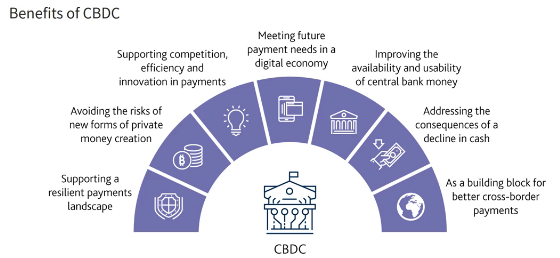 Benefits of CBDC
Meeting future
payment needs in a
digital economy
Supporting competition,
efficiency and
innovation in payments
Improving the
availability and usability
of central bank money
Avoiding the risks of
new forms of private
money creation
Addressing the
consequences of a
decline in cash
Supporting a
resilient payments
landscape
As a building block for
better cross-border
payments
CBDC